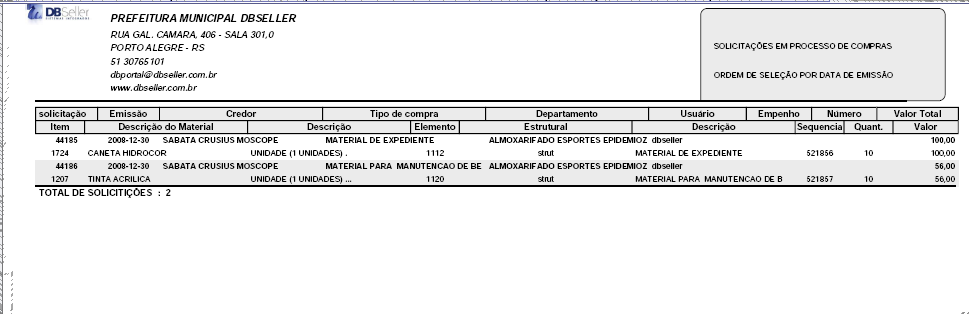 DBSeller
SISTEMAS INTEGRADOS
PREFEITURA MUNICIPAL DBSELLER
RUA GAL. CAMARA, 406 - SALA 301,0
PORTO ALEGRE - RS
51 30765101
dbportal@dbseller.com.br
www.dbseller.com.br
SOLICITAÇÕES EM PROCESSO DE COMPRAS
ORDEM DE SELEÇÃO POR DATA DE EMISSÃO
solicitação Emissão Credor Tipo de compra Departamento Usuário Empenho Número Valor Total
Item Descrição do Material Descrição Elemento Estrutural Descrição Sequencia Quant. Valor
44185 2008-12-30 SABATA CRUSIUS MOSCOPE MATERIAL DE EXPEDIENTE ALMOXARIFADO ESPORTES EPIDEMIOZ dbseller 100,00
1724 CANETA HIDROCOR UNIDADE (1 UNIDADES) . 1112 strut MATERIAL DE EXPEDIENTE 521856 10 100,00
44186 2008-12-30 SABATA CRUSIUS MOSCOPE MATERIAL PARA MANUTENCAO DE BE ALMOXARIFADO ESPORTES EPIDEMIOZ dbseller 56,00
1207 TINTA ACRILICA UNIDADE (1 UNIDADES) ... 1120 strut MATERIAL PARA MANUTENCAO DE B 521857 10 56,00
TOTAL DE SOLICITIÇÕES : 2